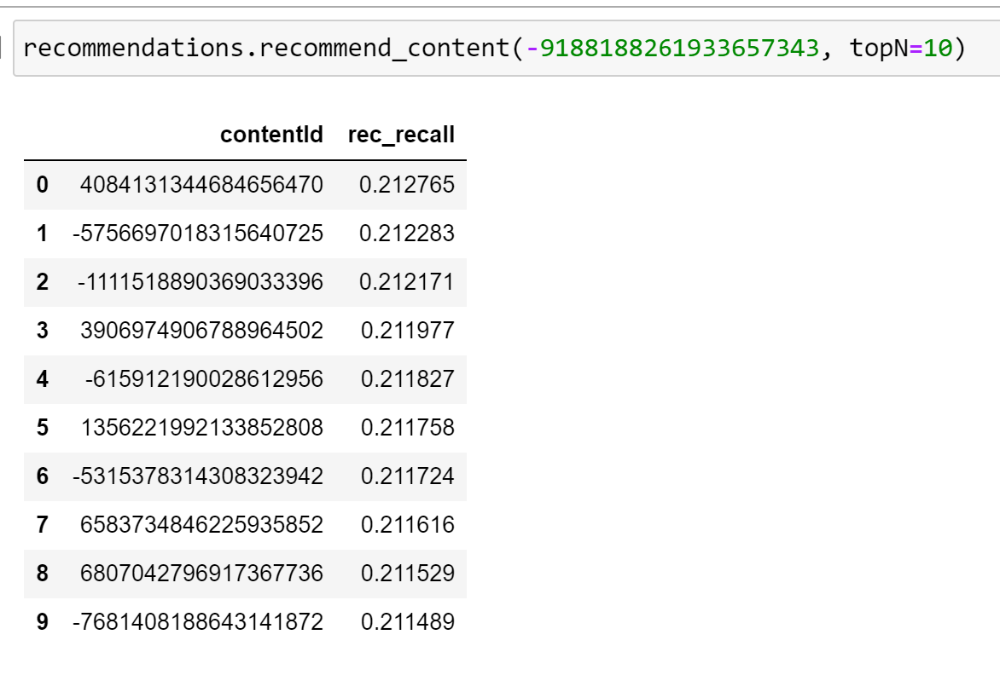 recommendations.recommend_content(-9188188261933657343, topN=10)
contentId rec_recall
0 4084131344684656470 0.212765
1 -5756697018315640725 0.212283
2 -1111518890369033396 0.212171
3 3906974906788964502 0.211977
4 -615912190028612956 0.211827
5 1356221992133852808 0.211758
6 -5315378314308323942 0.211724
7 6583734846225935852 0.211616
8 6807042796917367736 0.211529
9 -7681408188643141872 0.211489